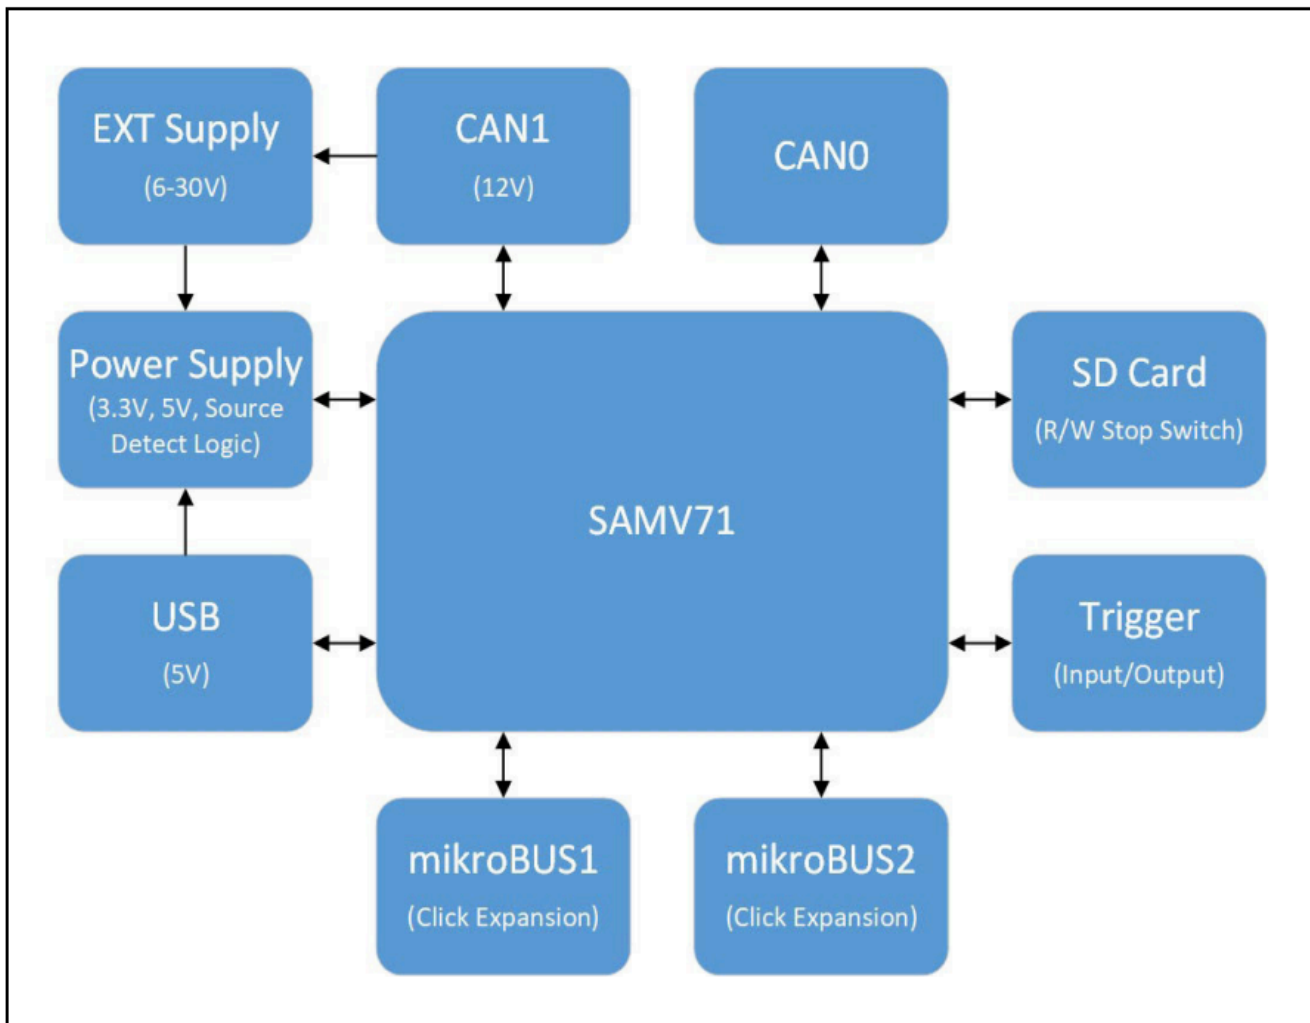 EXT Supply
(6-30V)
CAN1
(12V)
CAN0
Power Supply
(3.3V, 5V, Source
Detect Logic)
SAMV71
SD Card
(R/W Stop Switch)
USB
(5V)
Trigger
(Input/Output)
mikroBUS1
(Click Expansion)
mikroBUS2
(Click Expansion)